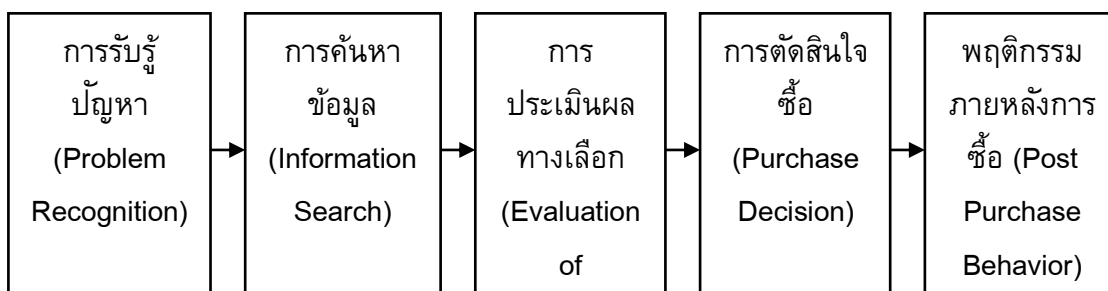 การรับรู้
ปัญหา
(Problem
Recognition)
การค้นหา
ข้อมูล
(Information
Search)
การ
ประเมินผล
ทางเลือก
(Evaluation
of
การตัดสินใจ
ซื้อ
(Purchase
Decision)
พฤติกรรม
ภายหลังการ
ซื้อ (Post
Purchase
Behavior)